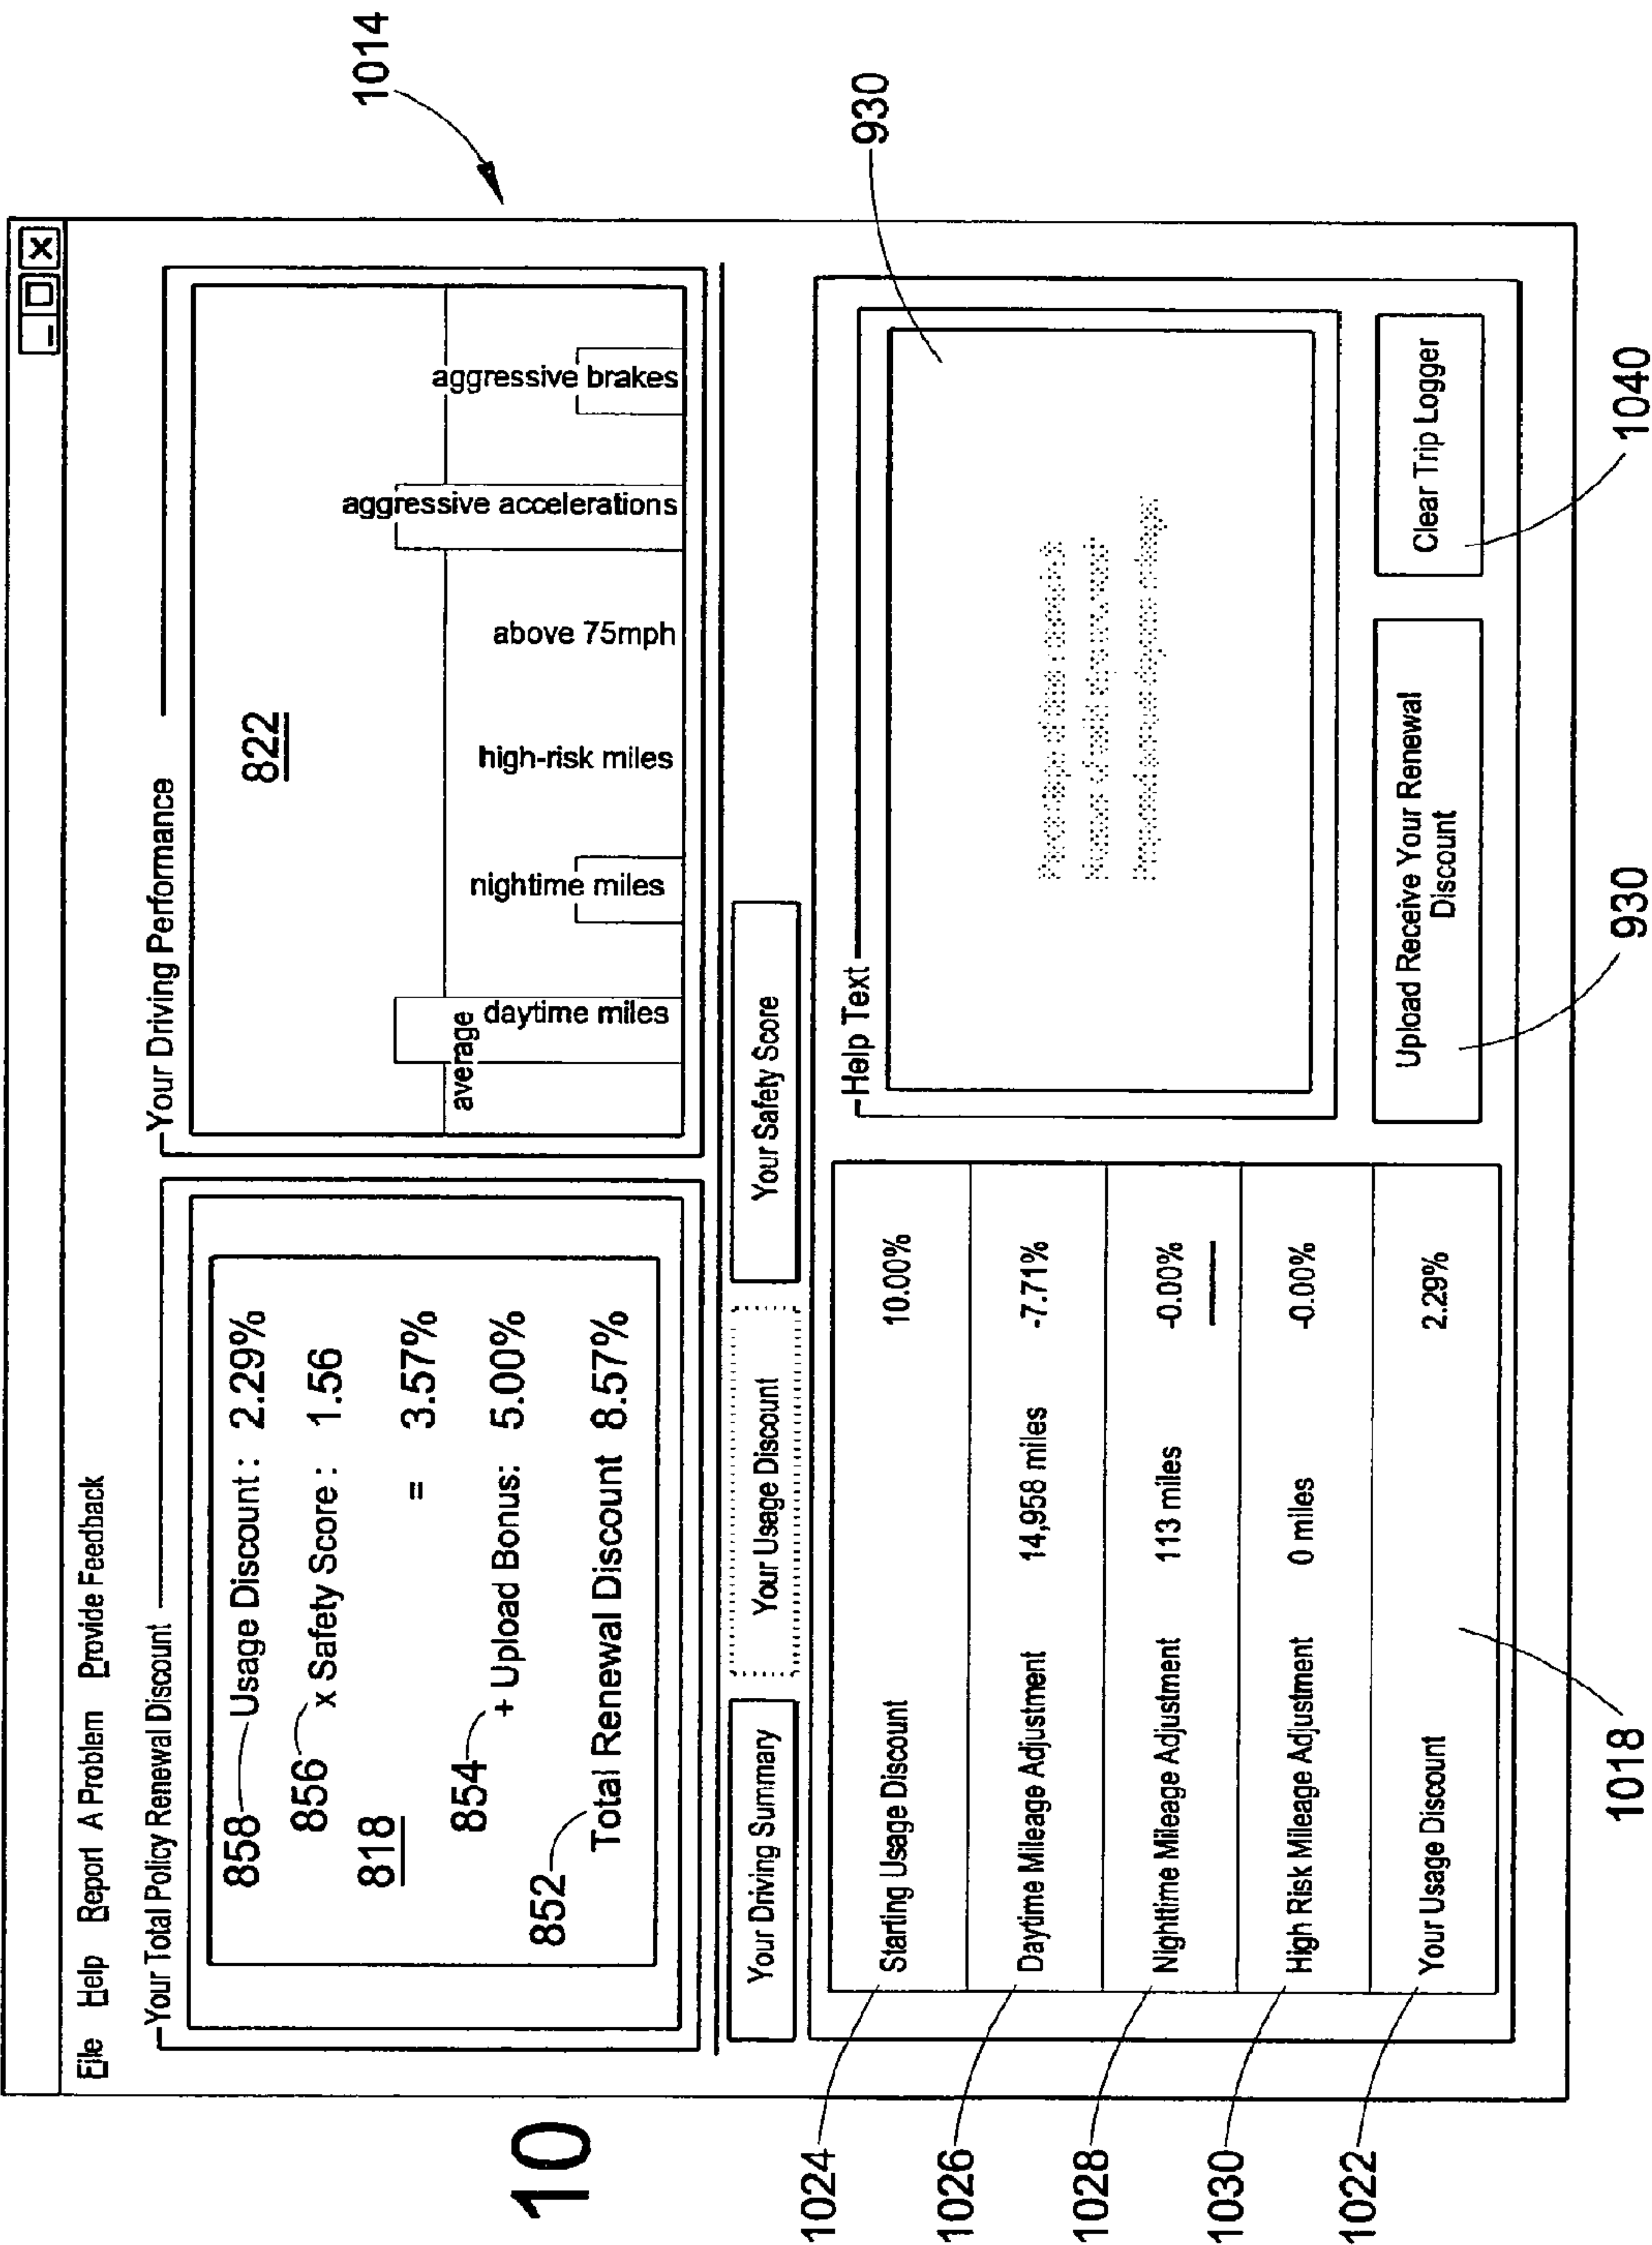 10
1014
_ □ X
File Help Report A Problem Provide Feedback
Your Total Policy Renewal Discount
858 Usage Discount : 2.29%
856 x Safety Score : 1.56
818 = 3.57%
854 + Upload Bonus: 5.00%
852 Total Renewal Discount 8.57%
Your Driving Performance
822
average
daytime miles
nightime miles
high-risk miles
above 75mph
aggressive accelerations
aggressive brakes
Your Driving Summary
Your Usage Discount
Your Safety Score
1024 Starting Usage Discount 10.00%
1026 Daytime Mileage Adjustment 14,958 miles -7.71%
1028 Nighttime Mileage Adjustment 113 miles -0.00%
1030 High Risk Mileage Adjustment 0 miles -0.00%
1022 Your Usage Discount 2.29%
1018
Help Text
930
Upload Receive Your Renewal
Discount
930
Clear Trip Logger
1040